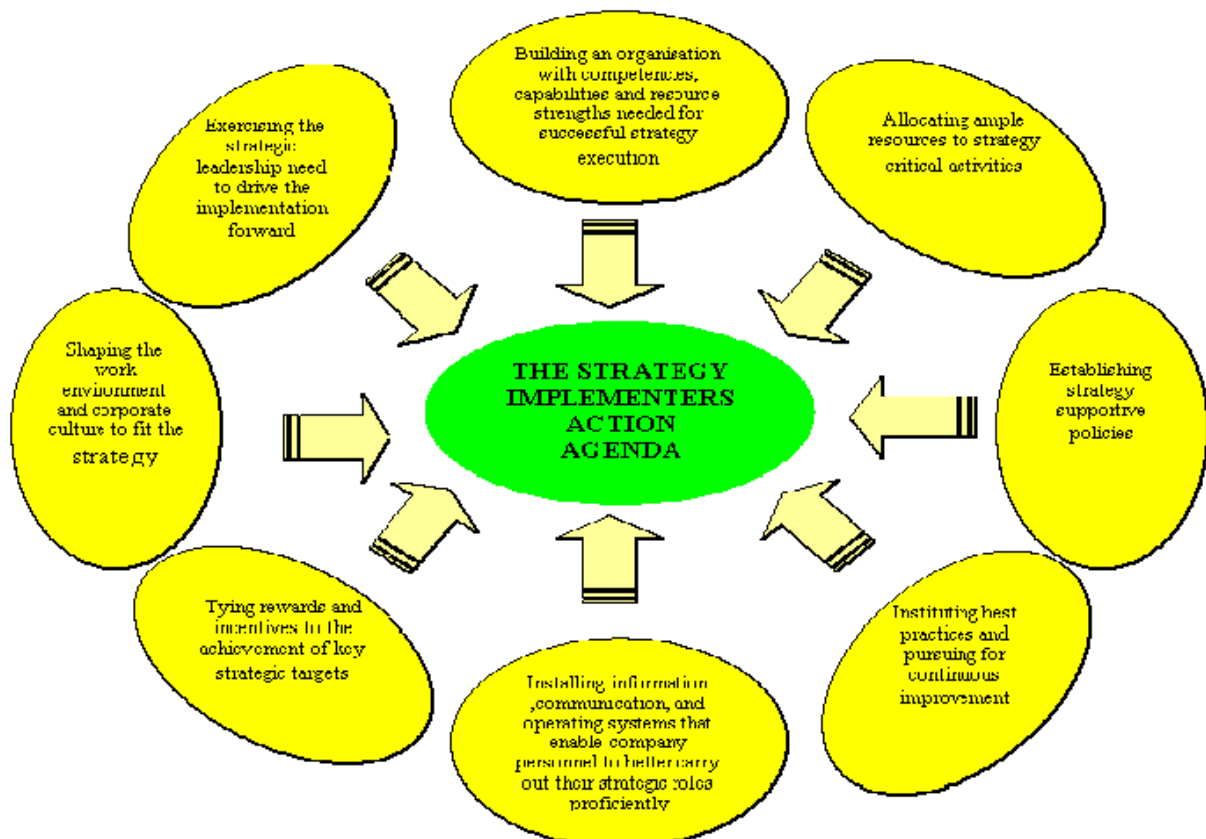 Building an organisation
with competences,
capabilities and resource
strengths needed for
successful strategy
execution
Allocating ample
resources to strategy
critical activities
Establishing
strategy
supportive
policies
Instituting best
practices and
pursuing for
continuous
improvement
Installing information
,communication, and
operating systems that
enable company
personnel to better carry
out their strategic roles
proficiently
Tying rewards and
incentives to the
achievement of key
strategic targets
Shaping the
work
environment
and corporate
culture to fit the
strategy
Exercising the
strategic
leadership need
to drive the
implementation
forward
THE STRATEGY
IMPLEMENTERS
ACTION
AGENDA